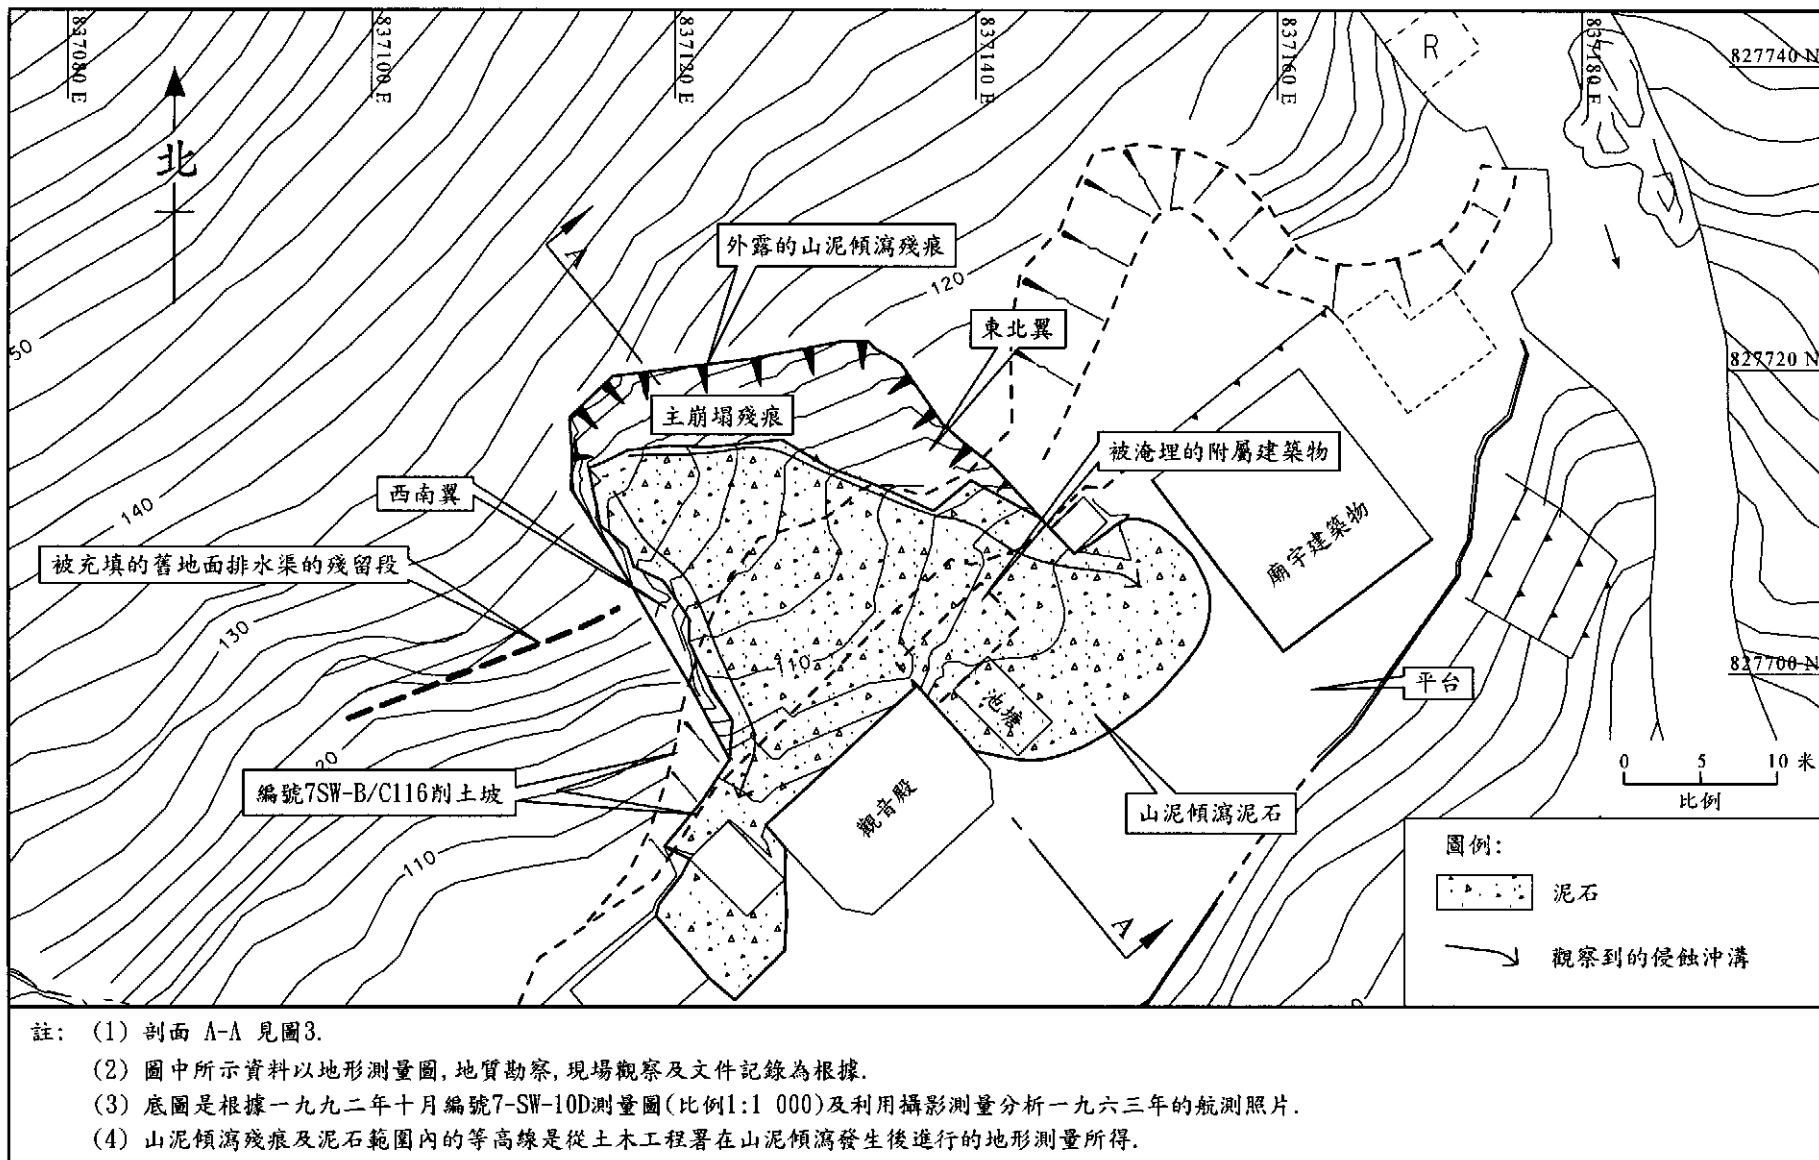 837080 E
837100 E
837120 E
837140 E
837160 E
837180 E
R
827740 N
北
A
外露的山泥傾瀉殘痕
120
東北翼
50
827720 N
主崩塌殘痕
被淹埋的附屬建築物
西南翼
140
廟宇建築物
被充填的舊地面排水渠的殘留段
130
110
827700 N
平台
池塘
20
0 5 10 米
比例
編號7SW-B/C116削土坡
觀音殿
山泥傾瀉泥石
110
A
圖例:
泥石
觀察到的侵蝕沖溝
註: (1) 剖面 A-A 見圖3.
(2) 圖中所示資料以地形測量圖,地質勘察,現場觀察及文件記錄為根據.
(3) 底圖是根據一九九二年十月編號7-SW-10D測量圖(比例1:1 000)及利用攝影測量分析一九六三年的航測照片.
(4) 山泥傾瀉殘痕及泥石範圍內的等高線是從土木工程署在山泥傾瀉發生後進行的地形測量所得.